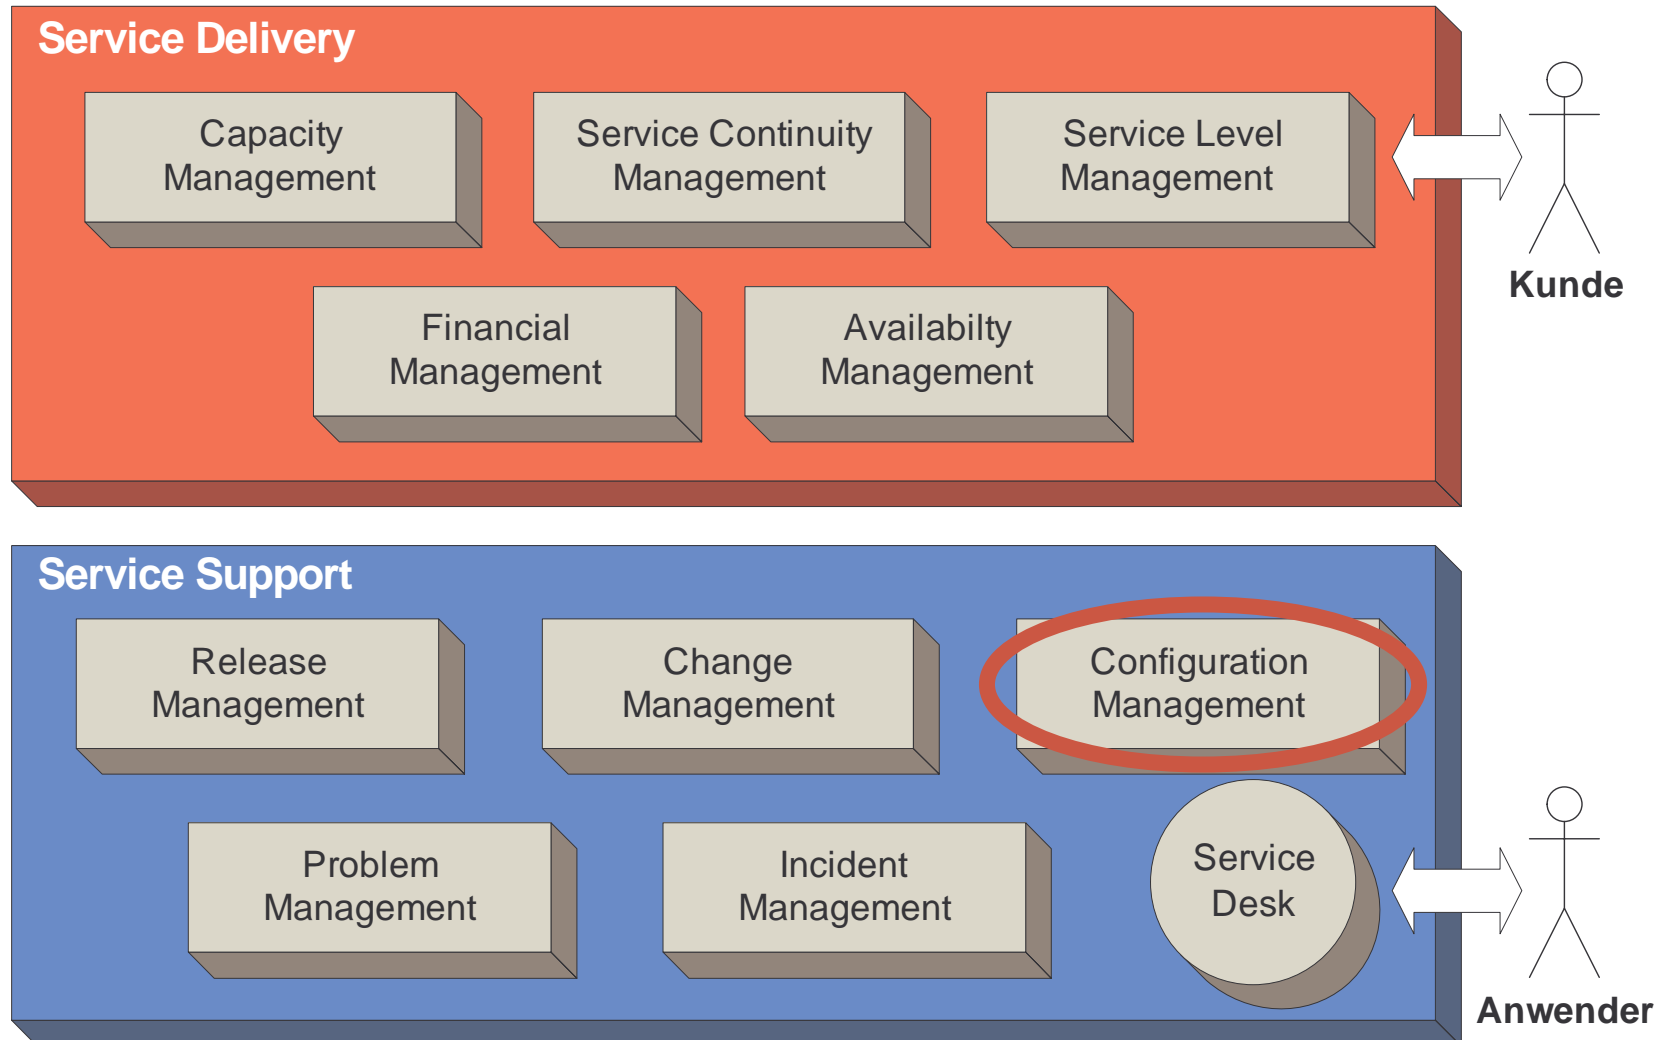 Service Delivery
Capacity
Management
Service Continuity
Management
Service Level
Management
Kunde
Financial
Management
Availabilty
Management
Service Support
Release
Management
Change
Management
Configuration
Management
Problem
Management
Incident
Management
Service
Desk
Anwender